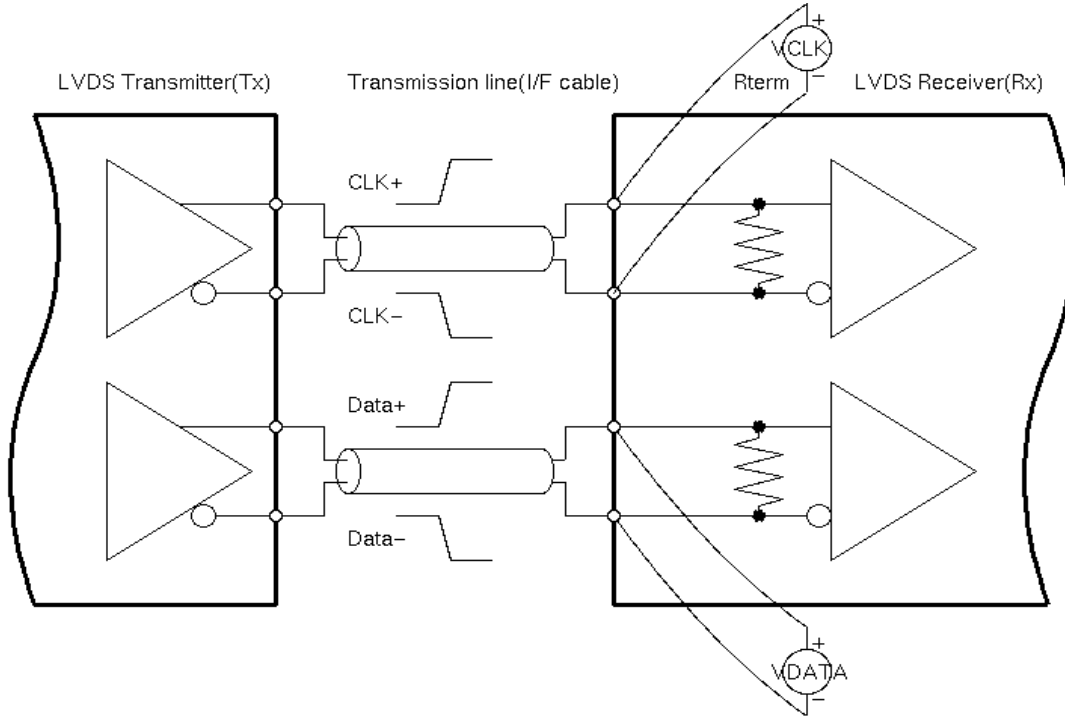 LVDS Transmitter(Tx)
Transmission line(I/F cable)
Rterm
LVDS Receiver(Rx)
+
VCLK
−
CLK+
CLK−
Data+
Data−
+
VDATA
−